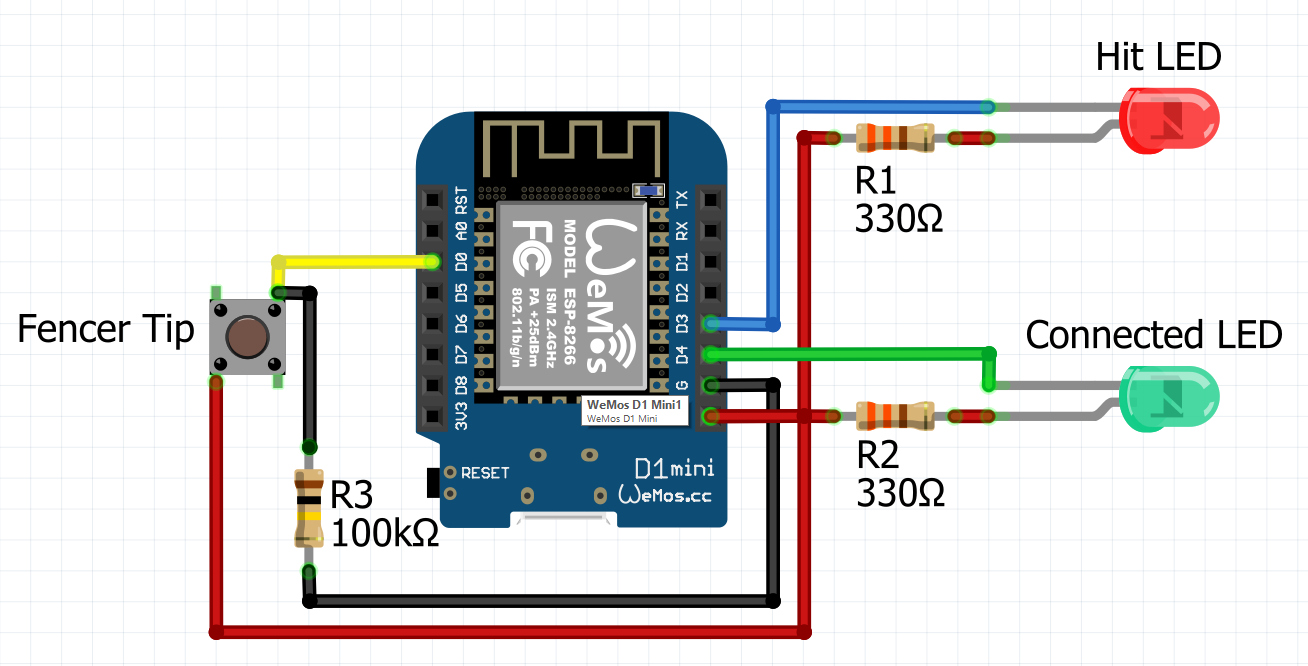 Hit LED
R1
330Ω
Fencer Tip
RST
A0
D0
D5
D6
D7
D8
3V3
TX
RX
D1
D2
D3
D4
G
WeMos
MODEL ESP-8266
ISM 2.4GHz
PA +25dBm
802.11b/g/n
FC
Connected LED
WeMos D1 Mini1
WeMos D1 Mini
R2
330Ω
RESET
D1mini
WeMos.cc
R3
100kΩ